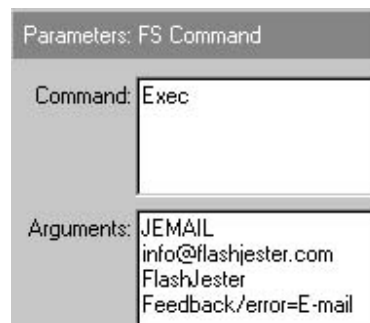 Parameters: FS Command
Command: Exec
Arguments: JEMAIL
info@flashjester.com
FlashJester
Feedback/error=E-mail